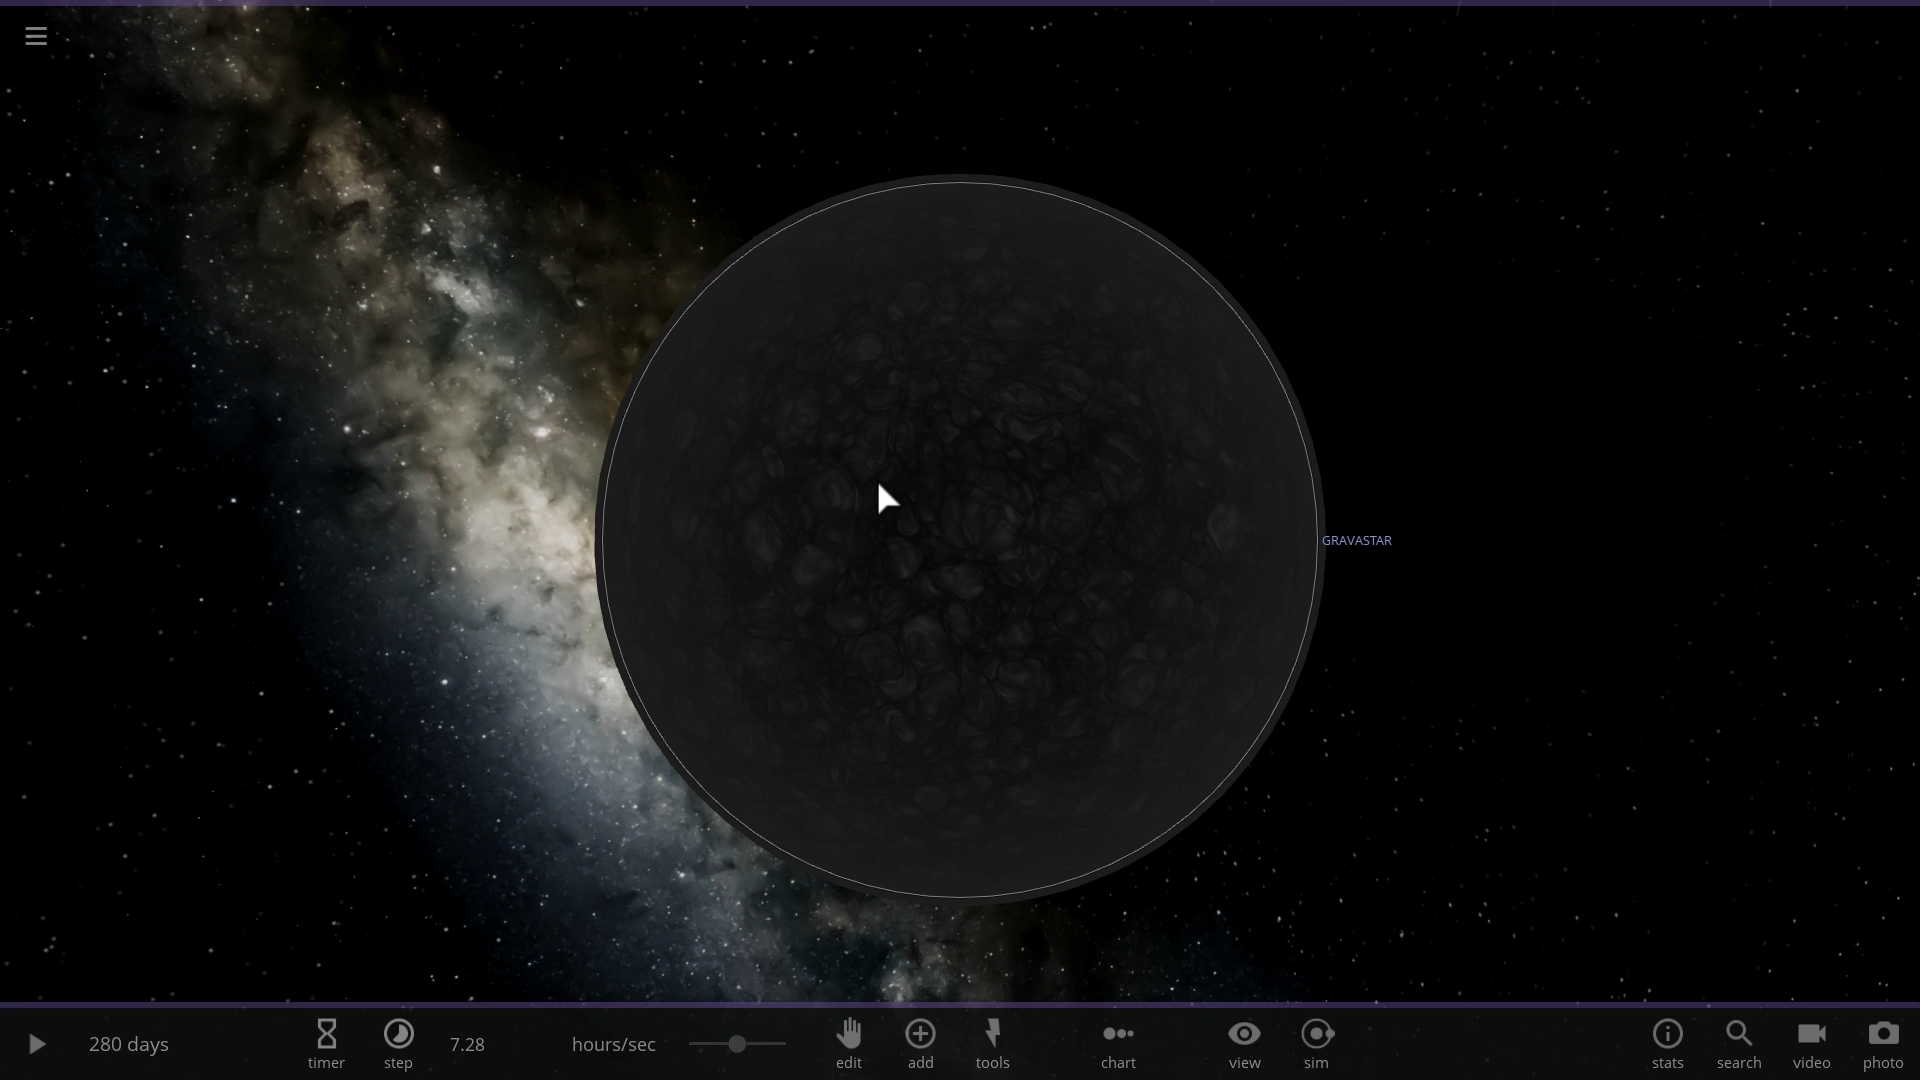 GRAVASTAR
280 days
timer
step
7.28
hours/sec
edit
add
tools
chart
view
sim
stats
search
video
photo